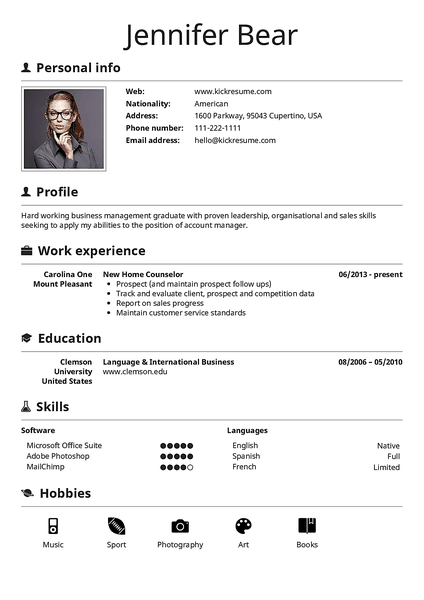 Jennifer Bear
Personal info
Web: www.kickresume.com
Nationality: American
Address: 1600 Parkway, 95043 Cupertino, USA
Phone number: 111-222-1111
Email address: hello@kickresume.com
Profile
Hard working business management graduate with proven leadership, organisational and sales skills
seeking to apply my abilities to the position of account manager.
Work experience
Carolina One New Home Counselor 06/2013 - present
Mount Pleasant • Prospect (and maintain prospect follow ups)
• Track and evaluate client, prospect and competition data
• Report on sales progress
• Maintain customer service standards
Education
Clemson Language & International Business 08/2006 – 05/2010
University www.clemson.edu
United States
Skills
Software Languages
Microsoft Office Suite English Native
Adobe Photoshop Spanish Full
MailChimp French Limited
Hobbies
Music Sport Photography Art Books